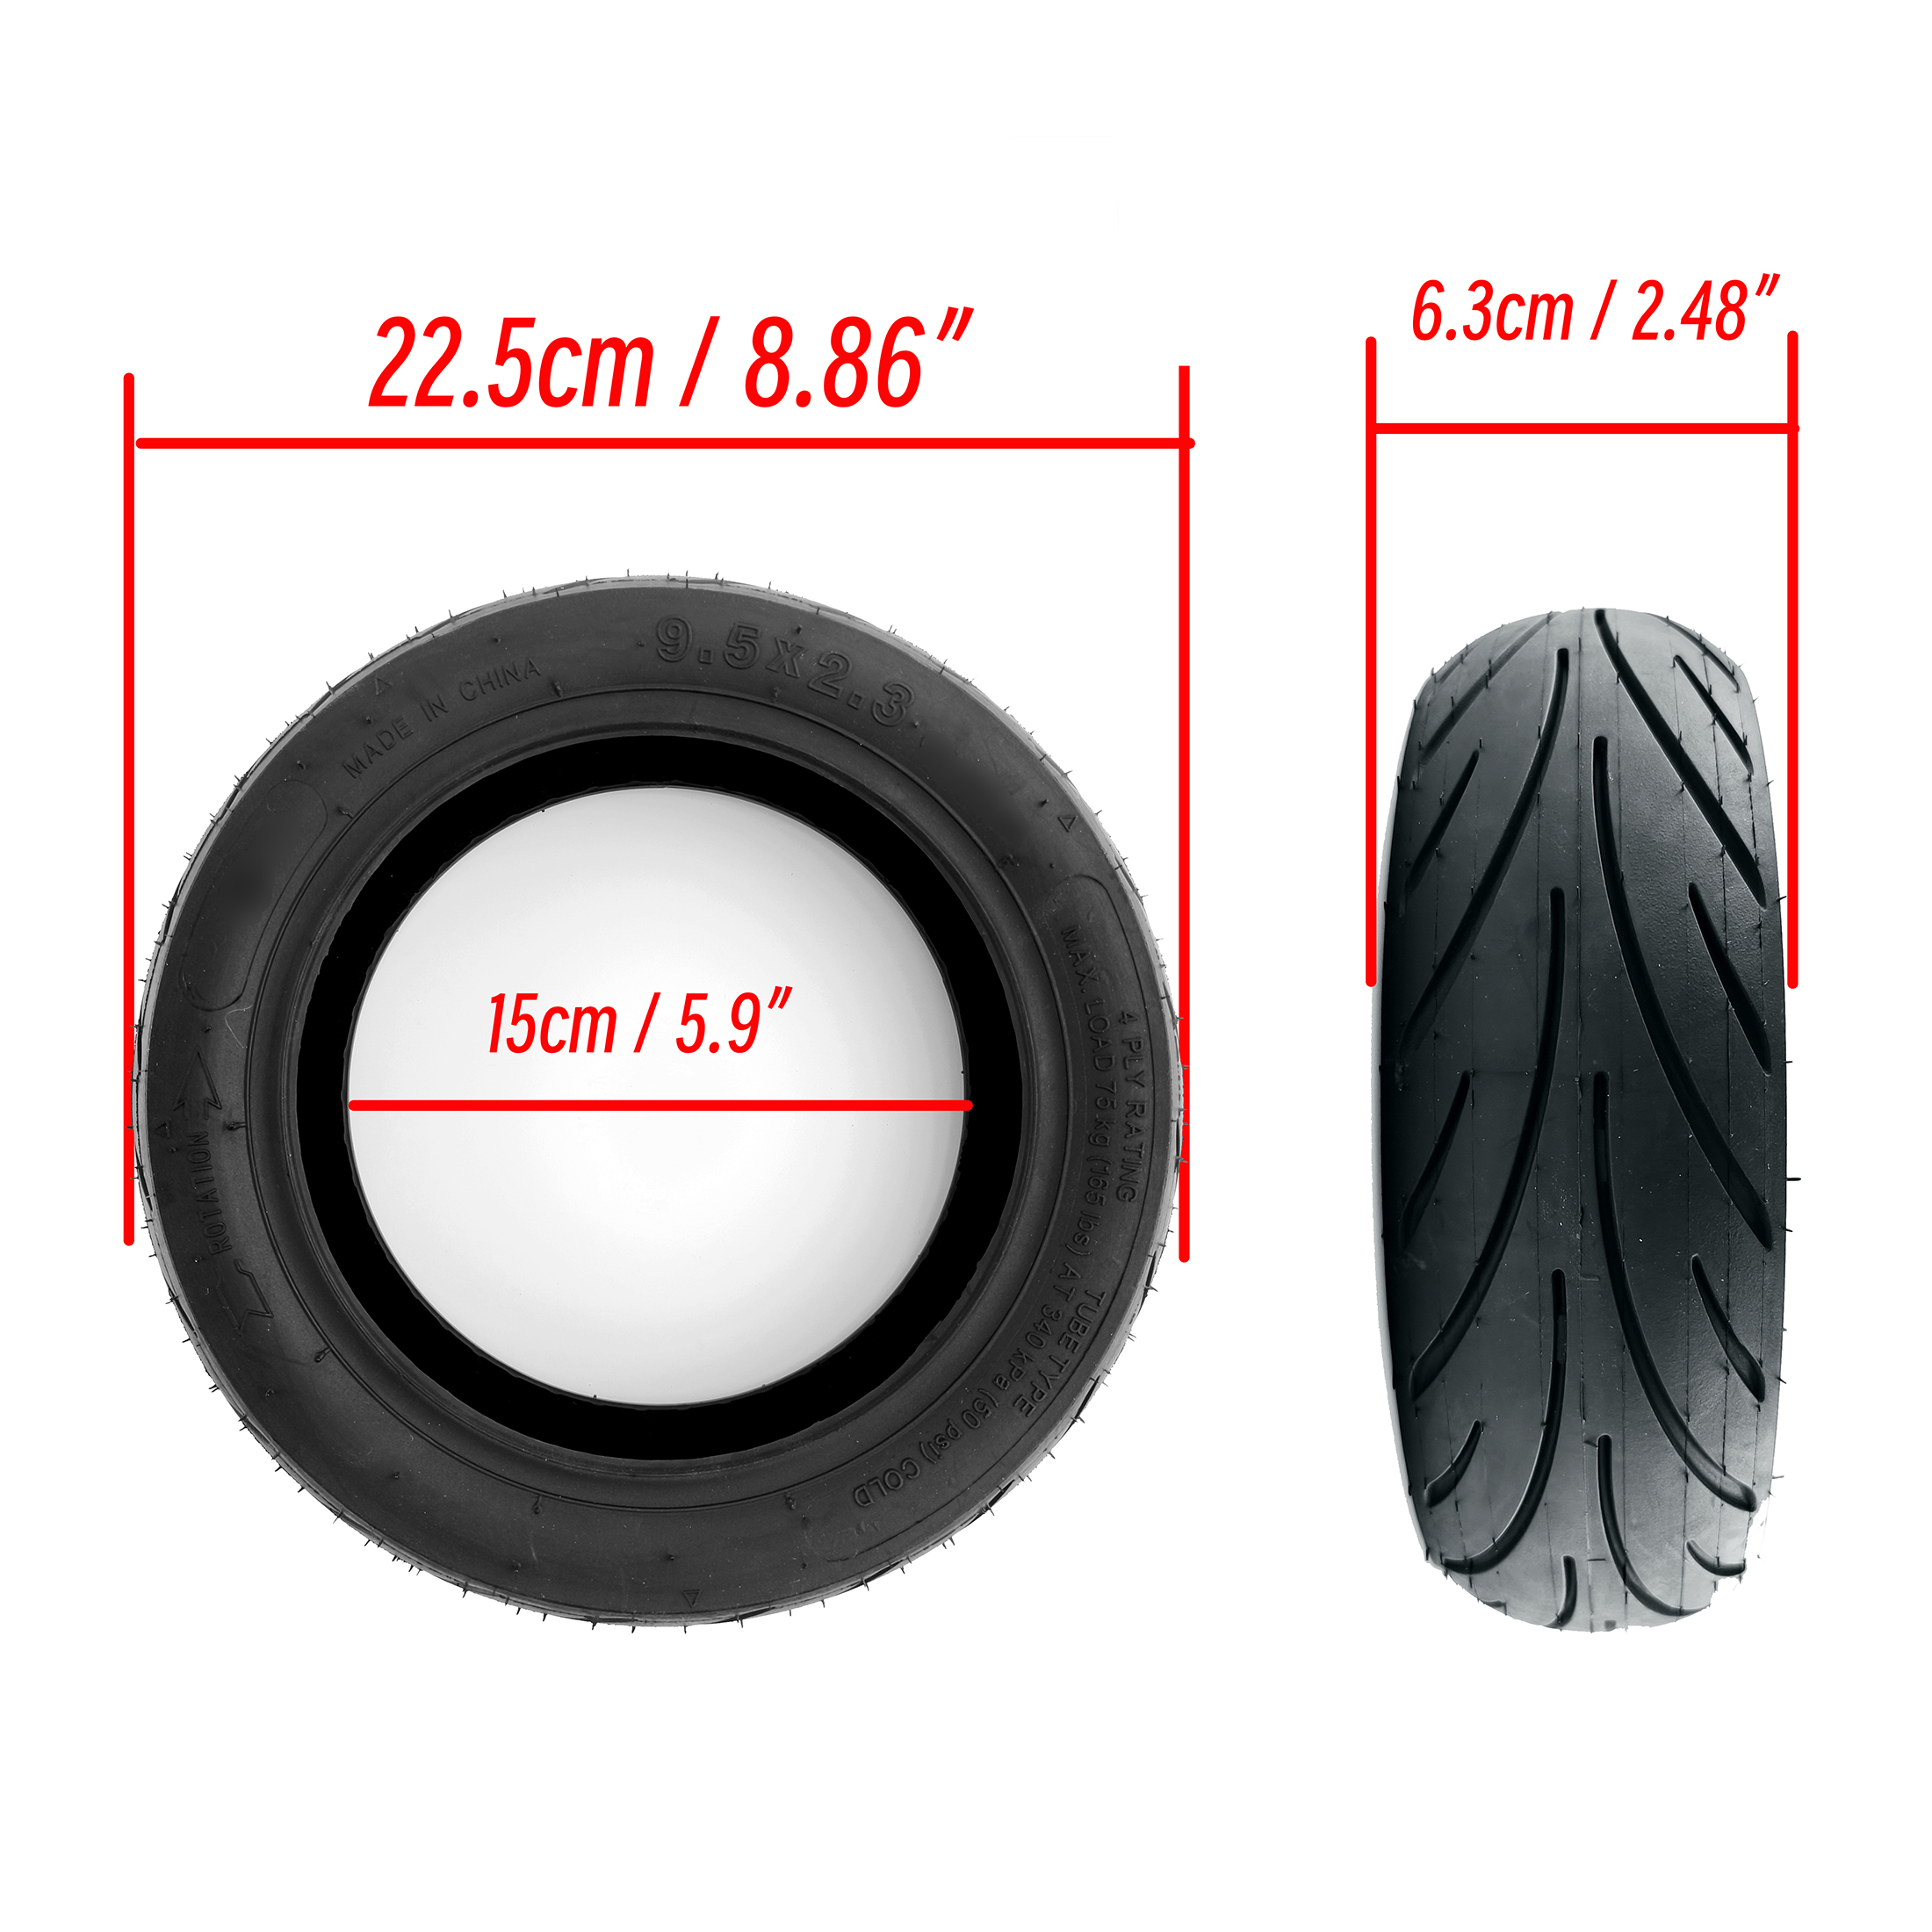 22.5cm / 8.86"
6.3cm / 2.48"
9.5x2.3
MADE IN CHINA
15cm / 5.9"
ROTATION
4 PLY RATING
MAX. LOAD 75 kg (165 lbs) AT 340 kPa (50 psi) COLD
TUBE TYPE